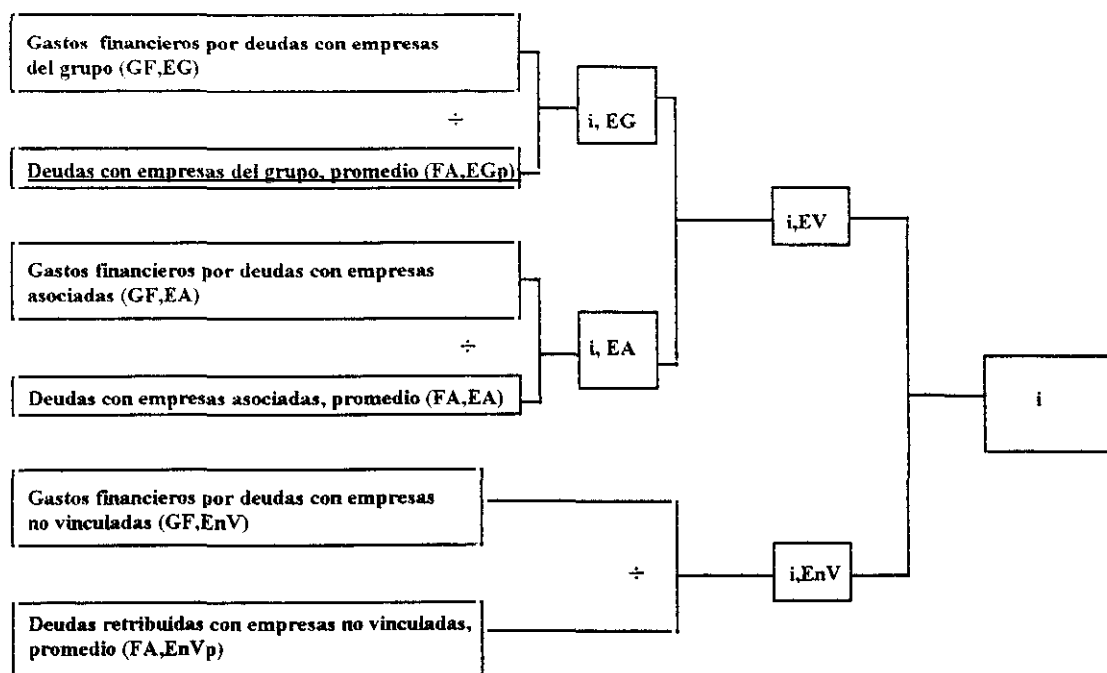 Gastos financieros por deudas con empresas
del grupo (GF,EG)
÷
i, EG
Deudas con empresas del grupo, promedio (FA,EGp)
i,EV
Gastos financieros por deudas con empresas
asociadas (GF,EA)
÷
i, EA
Deudas con empresas asociadas, promedio (FA,EA)
i
Gastos financieros por deudas con empresas
no vinculadas (GF,EnV)
÷
i,EnV
Deudas retribuidas con empresas no vinculadas,
promedio (FA,EnVp)